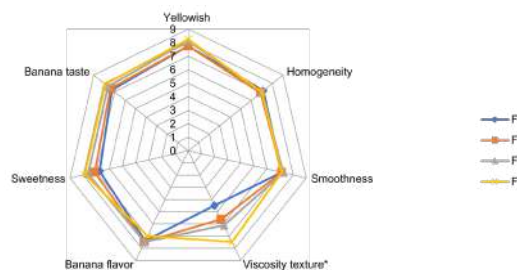 Yellowish
9
8
7
6
5
4
3
2
1
0
Homogeneity
Smoothness
Viscosity texture*
Banana flavor
Sweetness
Banana taste
F
F
F
F